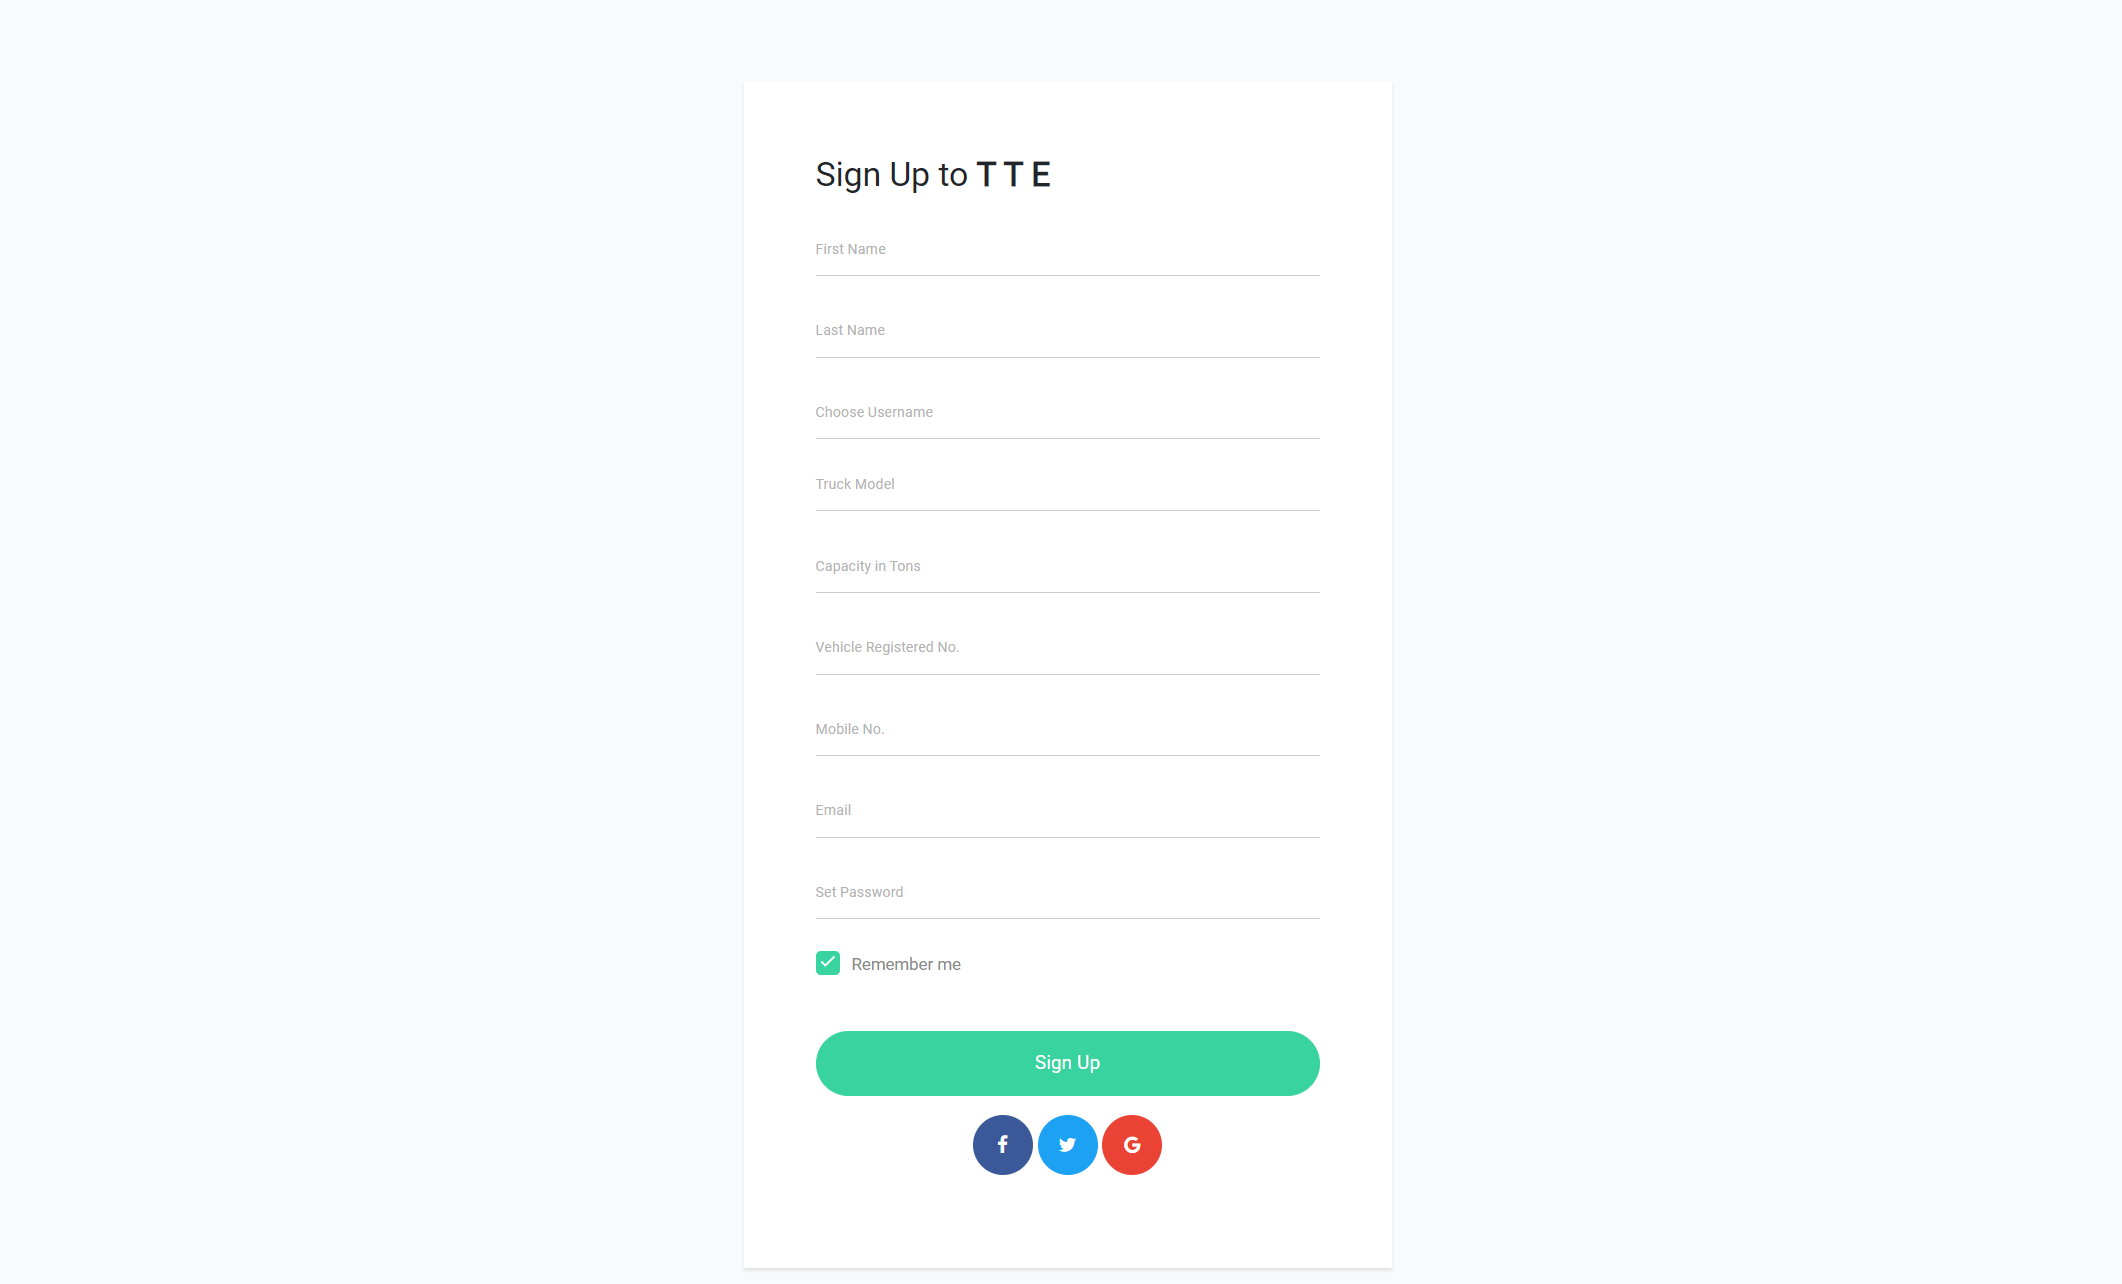 Sign Up to T T E
First Name
Last Name
Choose Username
Truck Model
Capacity in Tons
Vehicle Registered No.
Mobile No.
Email
Set Password
Remember me
Sign Up